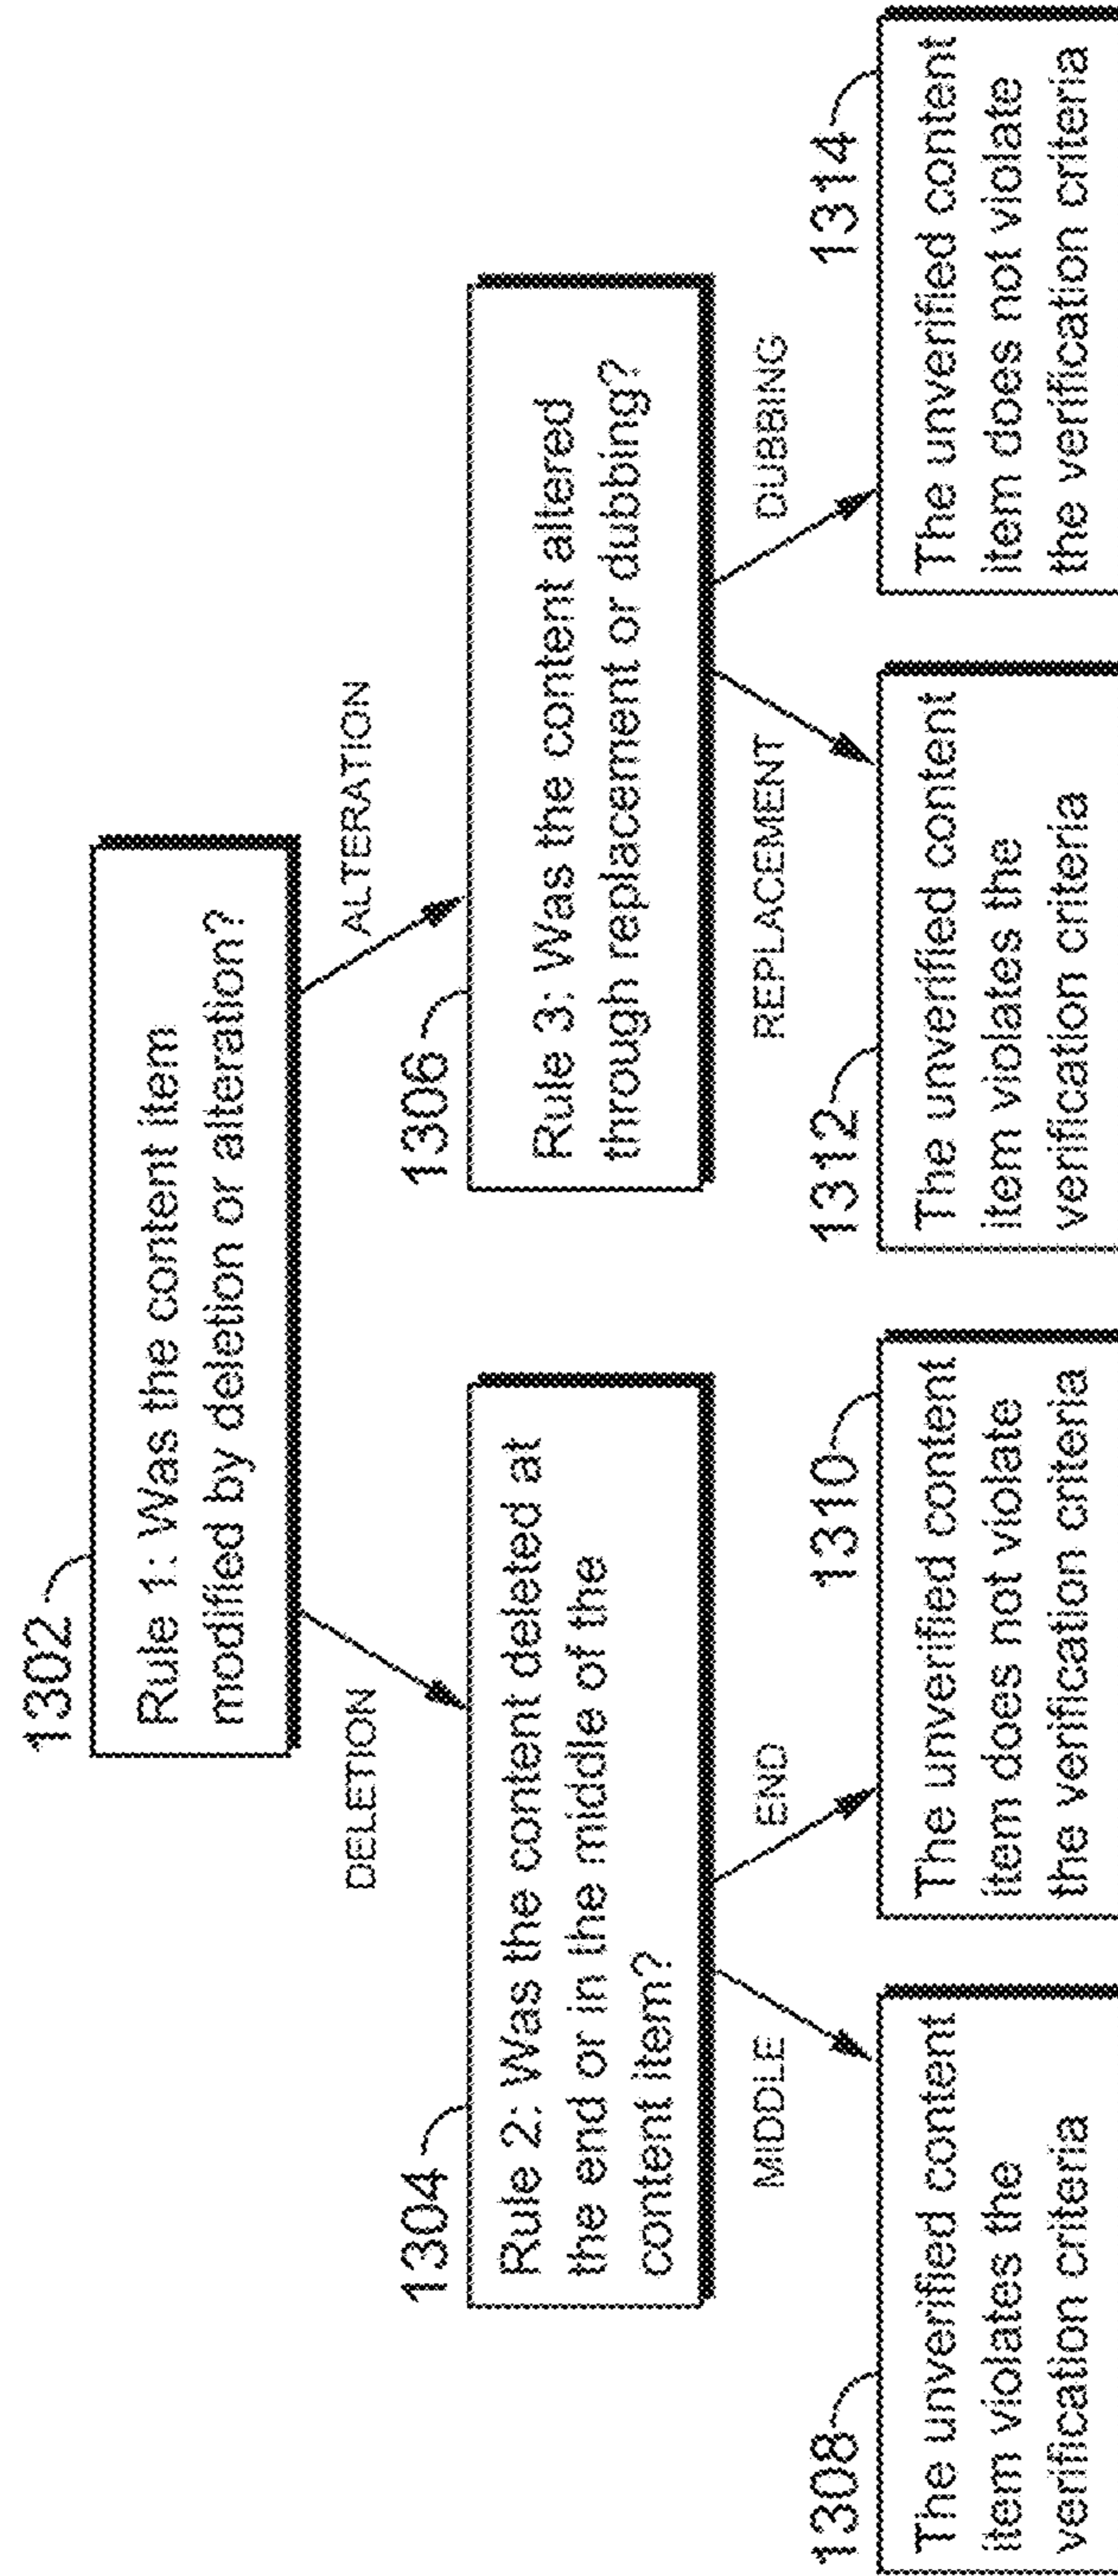 1302
Rule 1: Was the content item
modified by deletion or alteration?
DELETION
ALTERATION
1304
Rule 2: Was the content deleted at
the end or in the middle of the
content item?
1306
Rule 3: Was the content altered
through replacement or dubbing?
MIDDLE
END
REPLACEMENT
DUBBING
1308
The unverified content
item violates the
verification criteria
1310
The unverified content
item does not violate
the verification criteria
1312
The unverified content
item violates the
verification criteria
1314
The unverified content
item does not violate
the verification criteria